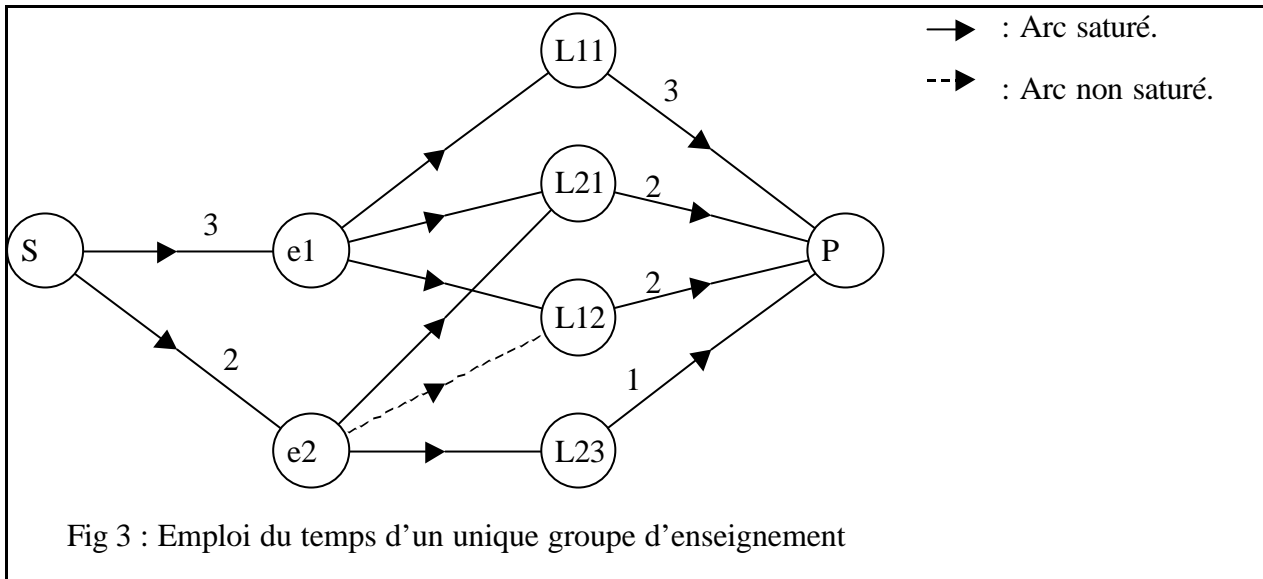 L11
: Arc saturé.
: Arc non saturé.
3
L21
2
S
3
e1
P
L12
2
2
1
e2
L23
Fig 3 : Emploi du temps d'un unique groupe d'enseignement